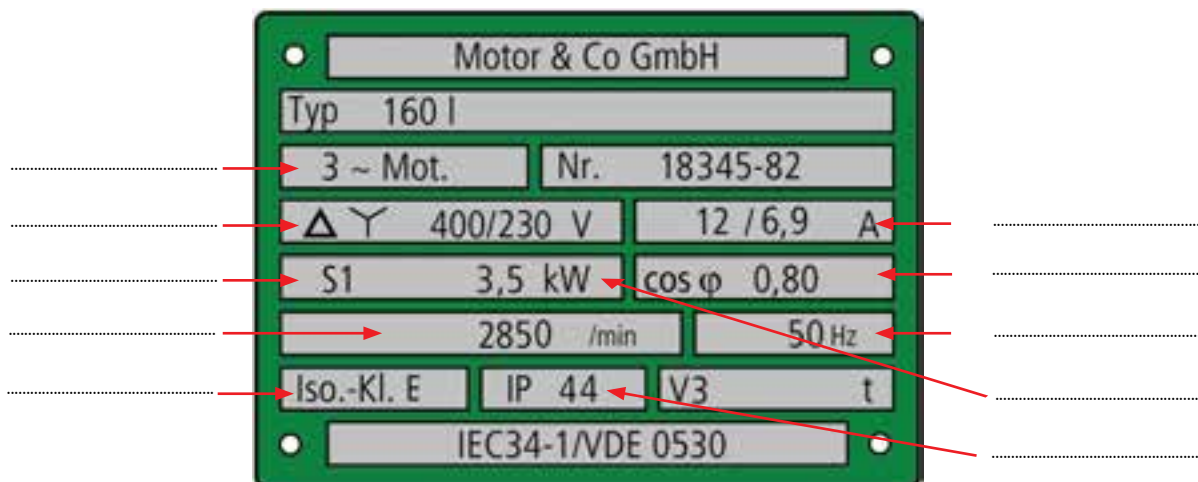 Motor & Co GmbH
Typ 160 l
3 ~ Mot. Nr. 18345-82
Δ Y 400/230 V 12 / 6,9 A
S1 3,5 kW cos φ 0,80
2850 /min 50 Hz
Iso.-Kl. E IP 44 V3 t
IEC34-1/VDE 0530